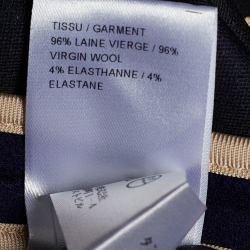 TISSU / GARMENT
96% LAINE VIERGE / 96%
VIRGIN WOOL
4% ELASTHANNE / 4%
ELASTANE